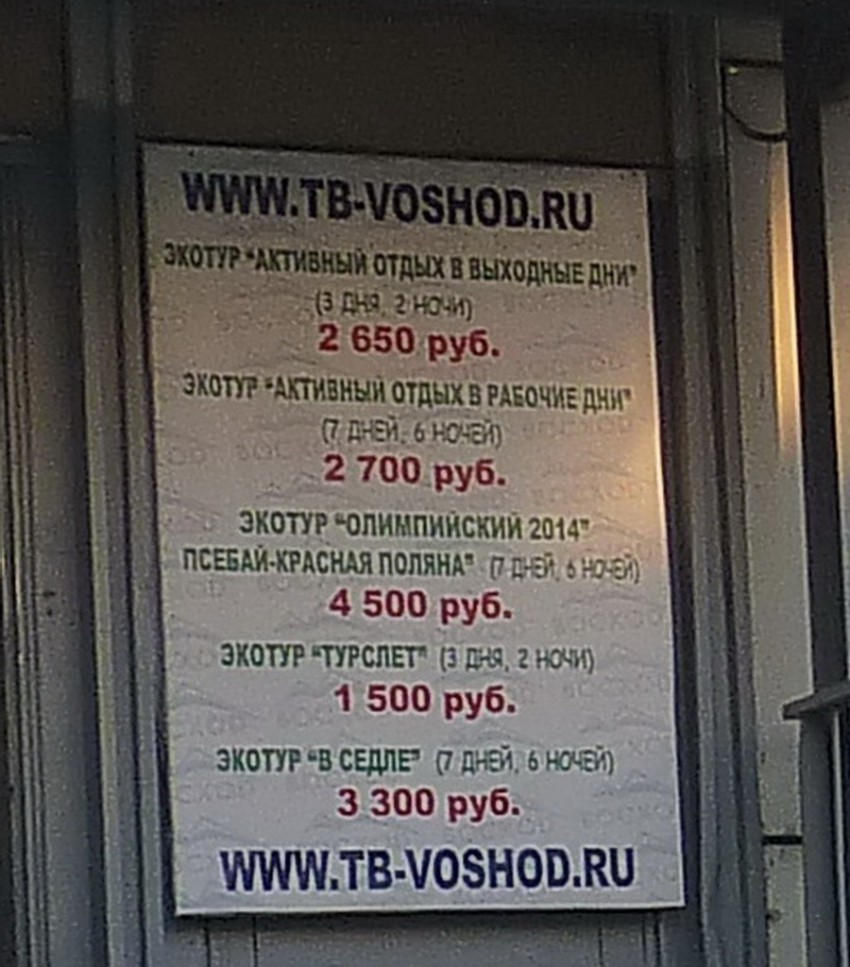 WWW.TB-VOSHOD.RU
ЭКОТУР "АКТИВНЫЙ ОТДЫХ В ВЫХОДНЫЕ ДНИ"
(3 ДНЯ, 2 НОЧИ)
2 650 руб.
ЭКОТУР "АКТИВНЫЙ ОТДЫХ В РАБОЧИЕ ДНИ"
(7 ДНЕЙ, 6 НОЧЕЙ)
2 700 руб.
ЭКОТУР "ОЛИМПИЙСКИЙ 2014"
ПСЕБАЙ-КРАСНАЯ ПОЛЯНА" (7 ДНЕЙ, 6 НОЧЕЙ)
4 500 руб.
ЭКОТУР "ТУРСЛЕТ" (3 ДНЯ, 2 НОЧИ)
1 500 руб.
ЭКОТУР "В СЕДЛЕ" (7 ДНЕЙ, 6 НОЧЕЙ)
3 300 руб.
WWW.TB-VOSHOD.RU